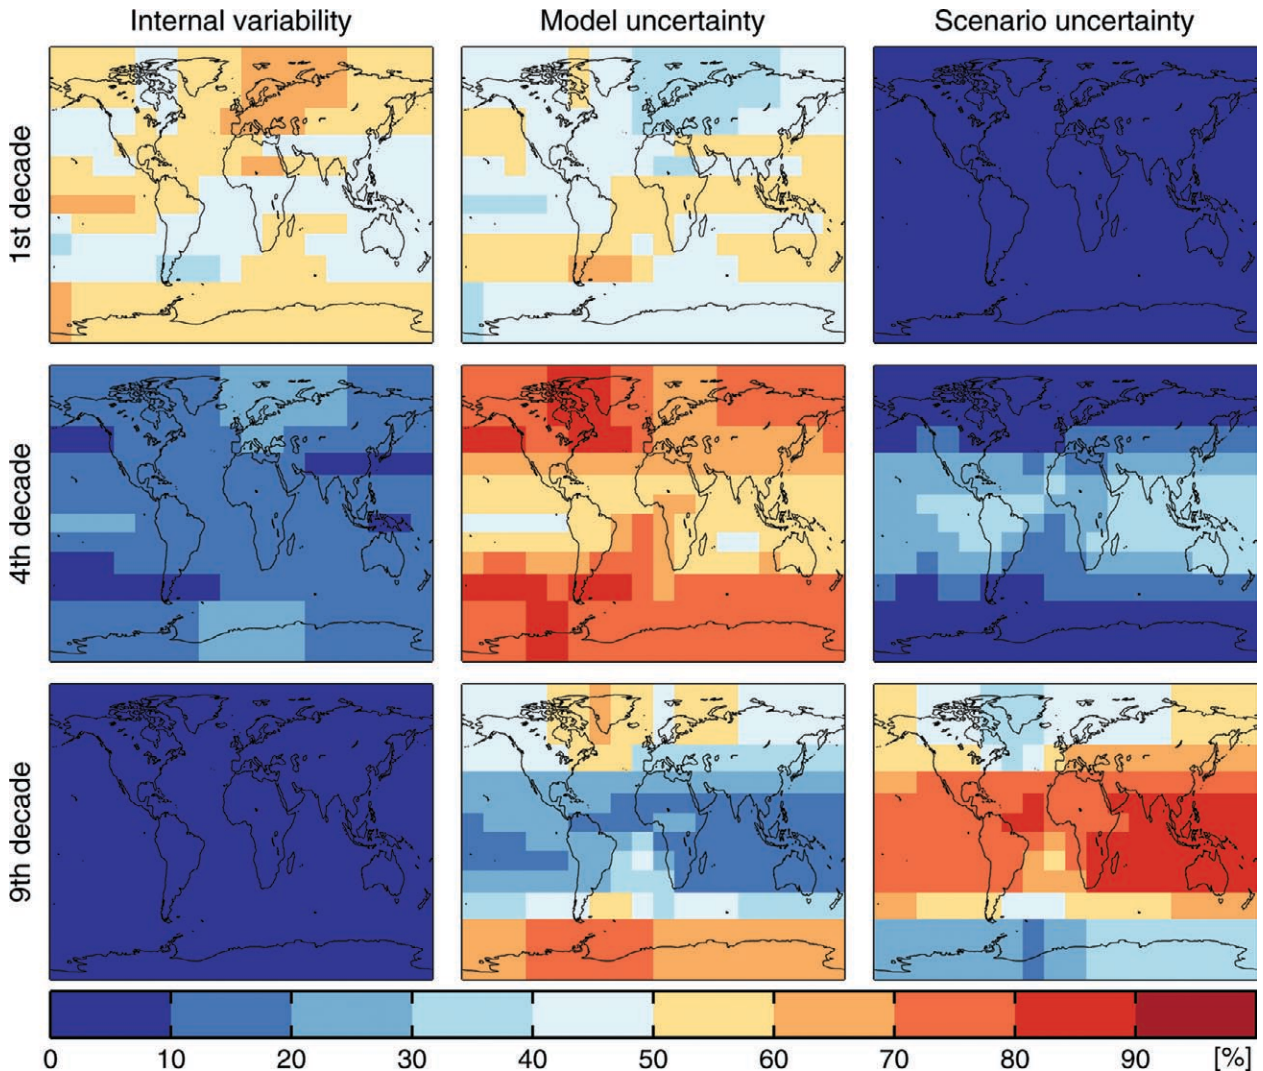 Internal variability
Model uncertainty
Scenario uncertainty
1st decade
4th decade
9th decade
0 10 20 30 40 50 60 70 80 90 [%]